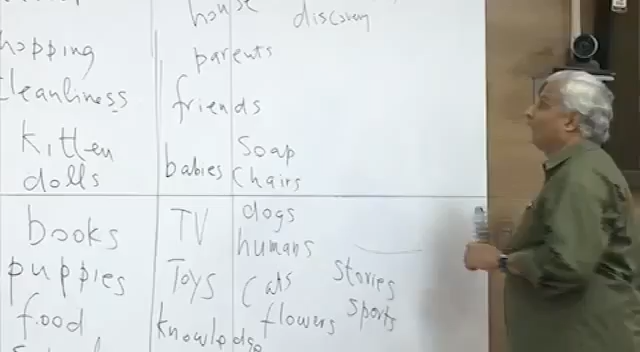 house discovery
hopping parents
cleanliness friends
kitten Soap
dolls babies Chairs
books TV dogs
humans
puppies Toys Cats stories
food knowledge flowers sports